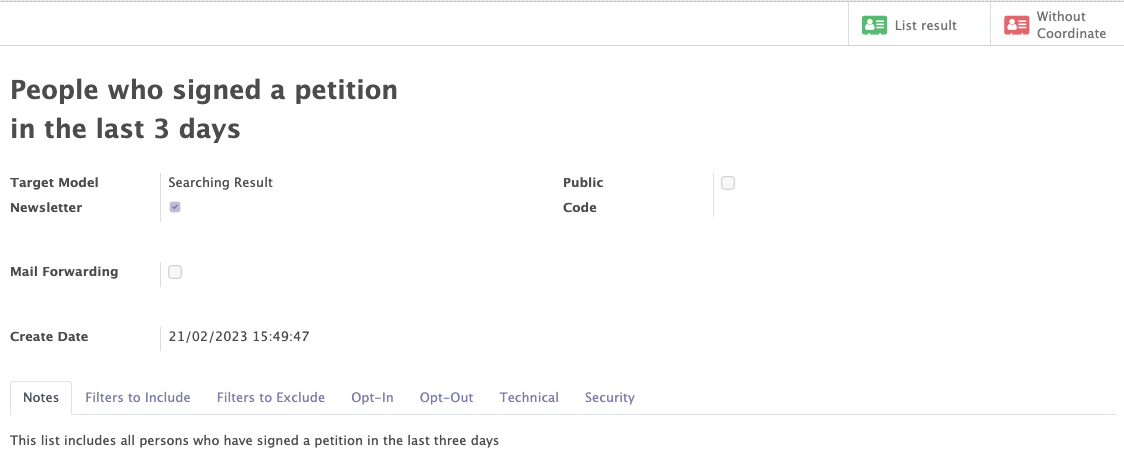 List result
Without
Coordinate
People who signed a petition
in the last 3 days
Target Model Searching Result Public
Newsletter Code
Mail Forwarding
Create Date 21/02/2023 15:49:47
Notes Filters to Include Filters to Exclude Opt-In Opt-Out Technical Security
This list includes all persons who have signed a petition in the last three days